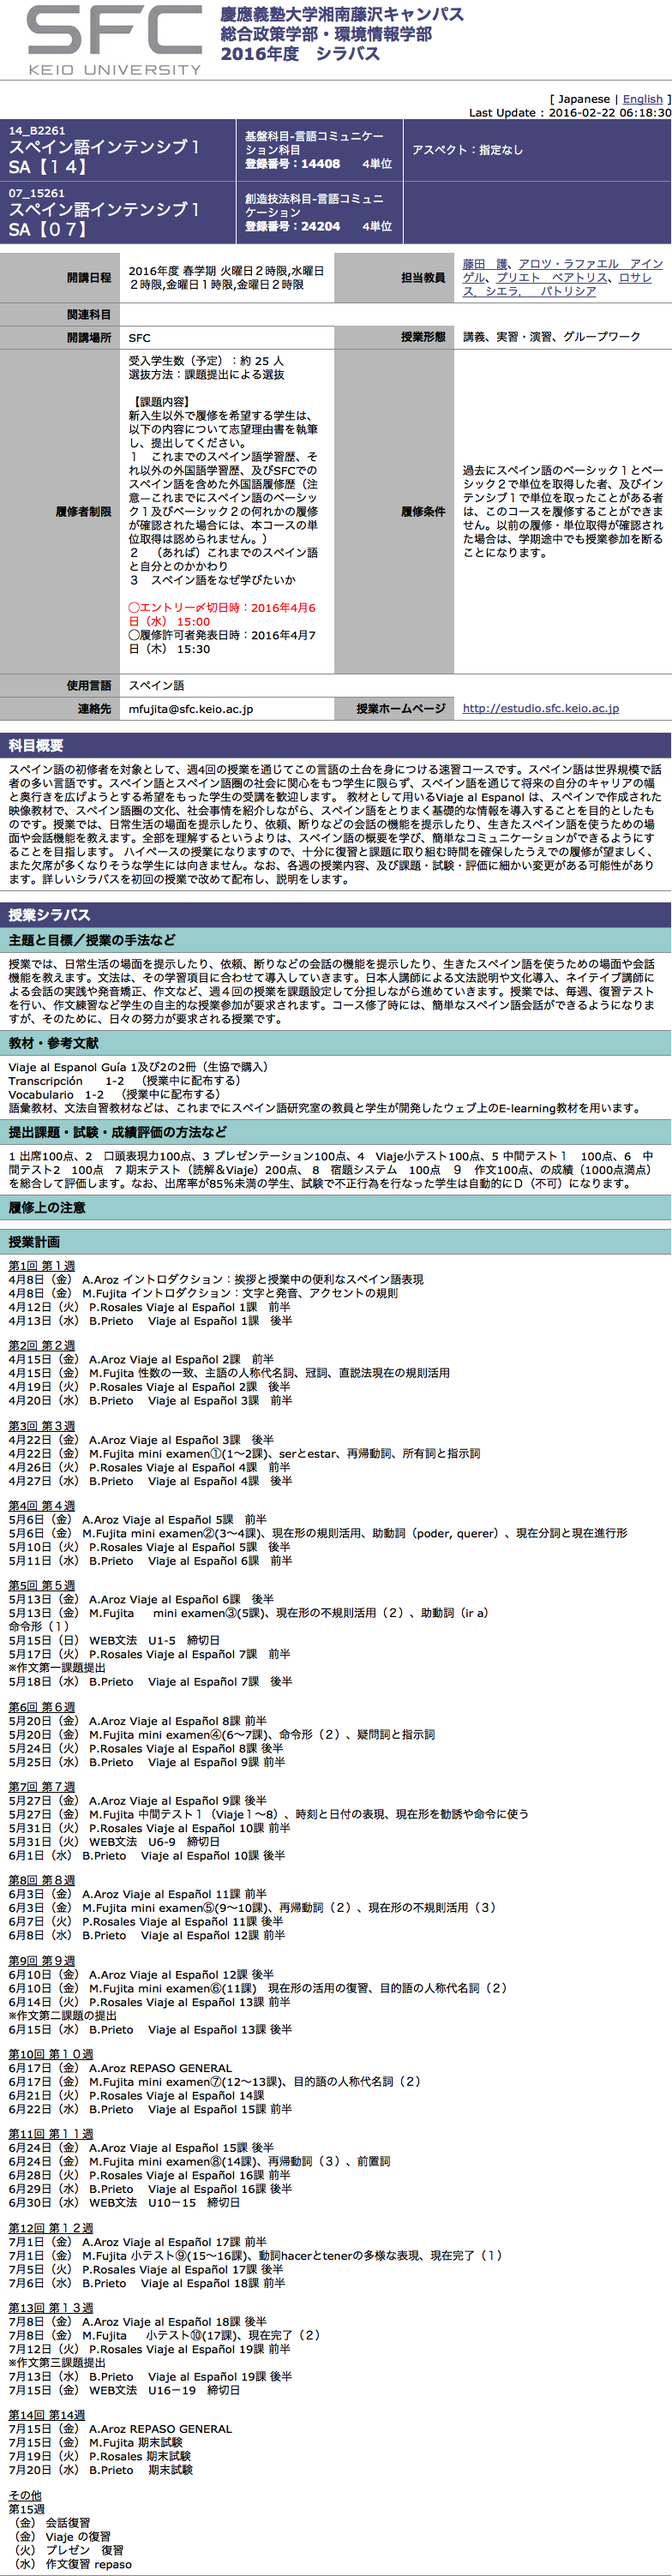 SFC
KEIO UNIVERSITY
慶應義塾大学湘南藤沢キャンパス
総合政策学部・環境情報学部
2016年度　シラバス
[ Japanese | English ]
Last Update : 2016-02-22 06:18:30
14_B2261
スペイン語インテンシブ１
SA【１４】
基盤科目-言語コミュニケー
ション科目
登録番号：14408　　4単位
アスペクト：指定なし
07_15261
スペイン語インテンシブ１
SA【０７】
創造技法科目-言語コミュニ
ケーション
登録番号：24204　　4単位
開講日程
2016年度 春学期 火曜日２時限,水曜日
２時限,金曜日１時限,金曜日２時限
担当教員
藤田　護、アロツ・ラファエル　アイン
ゲル、プリエト　ベアトリス、ロサレ
ス、シエラ，　パトリシア
関連科目
開講場所
SFC
授業形態
講義、実習・演習、グループワーク
履修者制限
受入学生数（予定）：約 25 人
選抜方法：課題提出による選抜
【課題内容】
新入生以外で履修を希望する学生は、
以下の内容について志望理由書を執筆
し、提出してください。
１　これまでのスペイン語学習歴、そ
れ以外の外国語学習歴、及びSFCでの
スペイン語を含めた外国語履修歴（注
意―これまでにスペイン語のベーシッ
ク１及びベーシック２の何れかの履修
が確認された場合には、本コースの単
位取得は認められません。）
２　（あれば）これまでのスペイン語
と自分とのかかわり
３　スペイン語をなぜ学びたいか
◯エントリー〆切日時：2016年4月6
日（水） 15:00
◯履修許可者発表日時：2016年4月7
日（木） 15:30
履修条件
過去にスペイン語のベーシック１とベー
シック２で単位を得した者、及びイン
テンシブ１で単位を取ったことがある者
は、このコースを履修することができま
せん。以前の履修・単位取得が確認され
た場合は、学期途中でも授業参加を断る
ことになります。
使用言語
スペイン語
連絡先
mfujita@sfc.keio.ac.jp
授業ホームページ
http://estudio.sfc.keio.ac.jp
科目概要
スペイン語の初修者を対象として、週4回の授業を通じてこの言語の土台を身につける速習コースです。スペイン語は世界規模で話
者の多い言語です。スペイン語とスペイン語圏の社会に関心をもつ学生に限らず、スペイン語を通じて将来の自分のキャリアの幅
と奥行きを広げようとする希望をもった学生の受講を歓迎します。 教材として用いるViaje al Espanol は、スペインで作成された
映像教材で、スペイン語圏の文化、社会事情を紹介しながら、スペイン語をとりまく基礎的な情報を導入することを目的としたも
のです。授業では、日常生活の場面を提示したり、依頼、断りなどの会話の機能を提示したり、生きたスペイン語を使うための場
面や会話機能を教えます。全部を理解するというよりは、スペイン語の概要を学び、簡単なコミュニケーションができるようにす
ることを目指します。 ハイペースの授業になりますので、十分に復習と課題に取り組む時間を確保したうえでの履修が望ましく、
また欠席が多くなりそうな学生には向きません。なお、各週の授業内容、及び課題・試験・評価に細かい変更がある可能性があり
ます。詳しいシラバスを初回の授業で改めて配布し、説明をします。
授業シラバス
主題と目標／授業の手法など
授業では、日常生活の場面を提示したり、依頼、断りなどの会話の機能を提示したり、生きたスペイン語を使うための場面や会話
機能を教えます。文法は、その学習項目に合わせて導入していきます。日本人講師による文法説明や文化導入、ネイティブ講師に
よる会話の実践や発音矯正、作文など、週４回の授業を課題設定して分担しながら進めていきます。授業では、毎週、復習テスト
を行い、作文練習など学生の自主的な授業参加が要求されます。コース修了時には、簡単なスペイン語会話ができるようになりま
すが、そのために、日々の努力が要求される授業です。
教材・参考文献
Viaje al Espanol Guía 1及び2の2冊（生協で購入）
Transcripción　　1-2　（授業中に配布する）
Vocabulario　1-2　（授業中に配布する）
語彙教材、文法自習教材などは、これまでにスペイン語研究室の教員と学生が開発したウェブ上のE-learning教材を用います。
提出課題・試験・成績評価の方法など
1 出席100点、2　口頭表現力100点、3 プレゼンテーション100点、4　Viaje小テスト100点、5 中間テスト１　100点、6　中
間テスト2　100点　7 期末テスト（読解＆Viaje）200点、 8　宿題システム　100点　９　作文100点、の成績（1000点満点）
を総合して評価します。なお、出席率が85%未満の学生、試験で不正行為を行なった学生は自動的にＤ（不可）になります。
履修上の注意
授業計画
第1回 第１週
4月8日（金） A.Aroz イントロダクション：挨拶と授業中の便利なスペイン語表現
4月8日（金） M.Fujita イントロダクション：文字と発音、アクセントの規則
4月12日（火） P.Rosales Viaje al Español 1課　前半
4月13日（水） B.Prieto　 Viaje al Español 1課　後半
第2回 第２週
4月15日（金） A.Aroz Viaje al Español 2課　前半
4月15日（金） M.Fujita 性数の一致、主語の人称代名詞、冠詞、直説法現在の規則活用
4月19日（火） P.Rosales Viaje al Español 2課　後半
4月20日（水） B.Prieto　 Viaje al Español 3課　前半
第3回 第３週
4月22日（金） A.Aroz Viaje al Español 3課　後半
4月22日（金） M.Fujita mini examen①(1～2課)、serとestar、再帰動詞、所有詞と指示詞
4月26日（火） P.Rosales Viaje al Español 4課　前半
4月27日（水） B.Prieto　 Viaje al Español 4課　後半
第4回 第４週
5月6日（金） A.Aroz Viaje al Español 5課　前半
5月6日（金） M.Fujita mini examen②(3～4課)、現在形の規則活用、助動詞（poder, querer）、現在分詞と現在進行形
5月10日（火） P.Rosales Viaje al Español 5課　後半
5月11日（水） B.Prieto　 Viaje al Español 6課　前半
第5回 第５週
5月13日（金） A.Aroz Viaje al Español 6課　後半
5月13日（金） M.Fujita　 mini examen③(5課)、現在形の不規則活用（２）、助動詞（ir a）
命令形（１）
5月15日（日） WEB文法　U1-5　締切日
5月17日（火） P.Rosales Viaje al Español 7課　前半
※作文第一課題提出
5月18日（水） B.Prieto　 Viaje al Español 7課　後半
第6回 第６週
5月20日（金） A.Aroz Viaje al Español 8課 前半
5月20日（金） M.Fujita mini examen④(6～7課)、命令形（２）、疑問詞と指示詞
5月24日（火） P.Rosales Viaje al Español 8課 後半
5月25日（水） B.Prieto　 Viaje al Español 9課 前半
第7回 第７週
5月27日（金） A.Aroz Viaje al Español 9課 後半
5月27日（金） M.Fujita 中間テスト１（Viaje１～8）、時刻と日付の表現、現在形を勧誘や命令に使う
5月31日（火） P.Rosales Viaje al Español 10課 前半
5月31日（火） WEB文法　U6-9　締切日
6月1日（水） B.Prieto　 Viaje al Español 10課 後半
第8回 第８週
6月3日（金） A.Aroz Viaje al Español 11課 前半
6月3日（金） M.Fujita mini examen⑤(9～10課)、再帰動詞（２）、現在形の不規則活用（３）
6月7日（火） P.Rosales Viaje al Español 11課 後半
6月8日（水） B.Prieto　 Viaje al Español 12課 前半
第9回 第９週
6月10日（金） A.Aroz Viaje al Español 12課 後半
6月10日（金） M.Fujita mini examen⑥(11課)　現在形の活用の復習、目的語の人称代名詞（２）
6月14日（火） P.Rosales Viaje al Español 13課 前半
※作文第二課題の提出
6月15日（水） B.Prieto　 Viaje al Español 13課 後半
第10回 第１０週
6月17日（金） A.Aroz REPASO GENERAL
6月17日（金） M.Fujita mini examen⑦(12～13課)、目的語の人称代名詞（２）
6月21日（火） P.Rosales Viaje al Español 14課
6月22日（水） B.Prieto　 Viaje al Español 15課 前半
第11回 第１１週
6月24日（金） A.Aroz Viaje al Español 15課 後半
6月24日（金） M.Fujita mini examen⑧(14課)、再帰動詞（３）、前置詞
6月28日（火） P.Rosales Viaje al Español 16課 前半
6月29日（水） B.Prieto　 Viaje al Español 16課 後半
6月30日（水） WEB文法　U10－15　締切日
第12回 第１２週
7月1日（金） A.Aroz Viaje al Español 17課 前半
7月1日（金） M.Fujita 小テスト⑨(15～16課)、動詞hacerとtenerの多様な表現、現在完了（１）
7月5日（火） P.Rosales Viaje al Español 17課 後半
7月6日（水） B.Prieto　 Viaje al Español 18課 前半
第13回 第１３週
7月8日（金） A.Aroz Viaje al Español 18課 後半
7月8日（金） M.Fujita　 小テスト⑩(17課)、現在完了（２）
7月12日（火） P.Rosales Viaje al Español 19課 前半
※作文第三課題提出
7月13日（水） B.Prieto　 Viaje al Español 19課 後半
7月15日（金） WEB文法　U16－19　締切日
第14回 第14週
7月15日（金） A.Aroz REPASO GENERAL
7月15日（金） M.Fujita 期末試験
7月19日（火） P.Rosales 期末試験
7月20日（水） B.Prieto　 期末試験
その他
第15週
（金） 会話復習
（金） Viaje の復習
（火） プレゼン　復習
（水） 作文復習 repaso